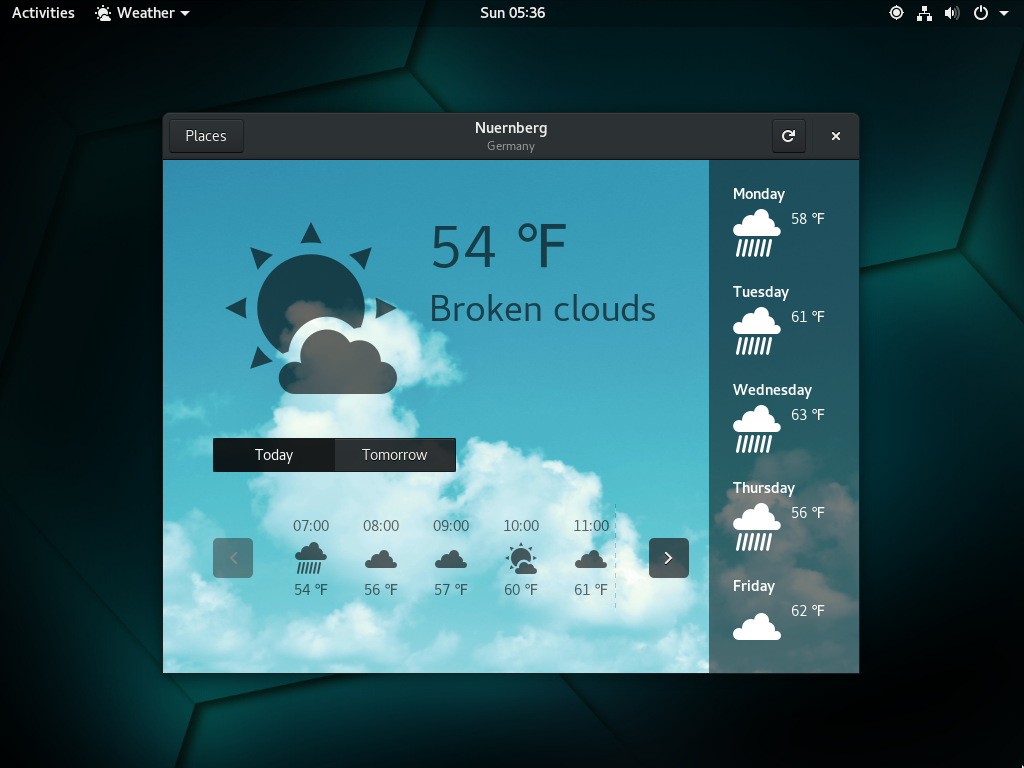 Activities
Weather
Sun 05:36
Places
Nuernberg
Germany
54 °F
Broken clouds
Today
Tomorrow
07:00 08:00 09:00 10:00 11:00
54 °F 56 °F 57 °F 60 °F 61 °F
Monday
58 °F
Tuesday
61 °F
Wednesday
63 °F
Thursday
56 °F
Friday
62 °F